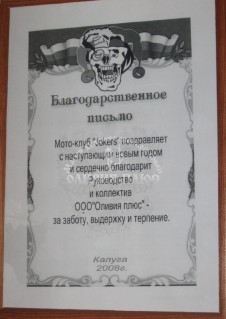 Благодарственное
письмо
Мото-клуб "Jokers" поздравляет
с наступающим новым годом
и сердечно благодарит
Руководство
и коллектив
ООО"Оливия плюс" -
за заботу, выдержку и терпение.
Калуга
2008г.